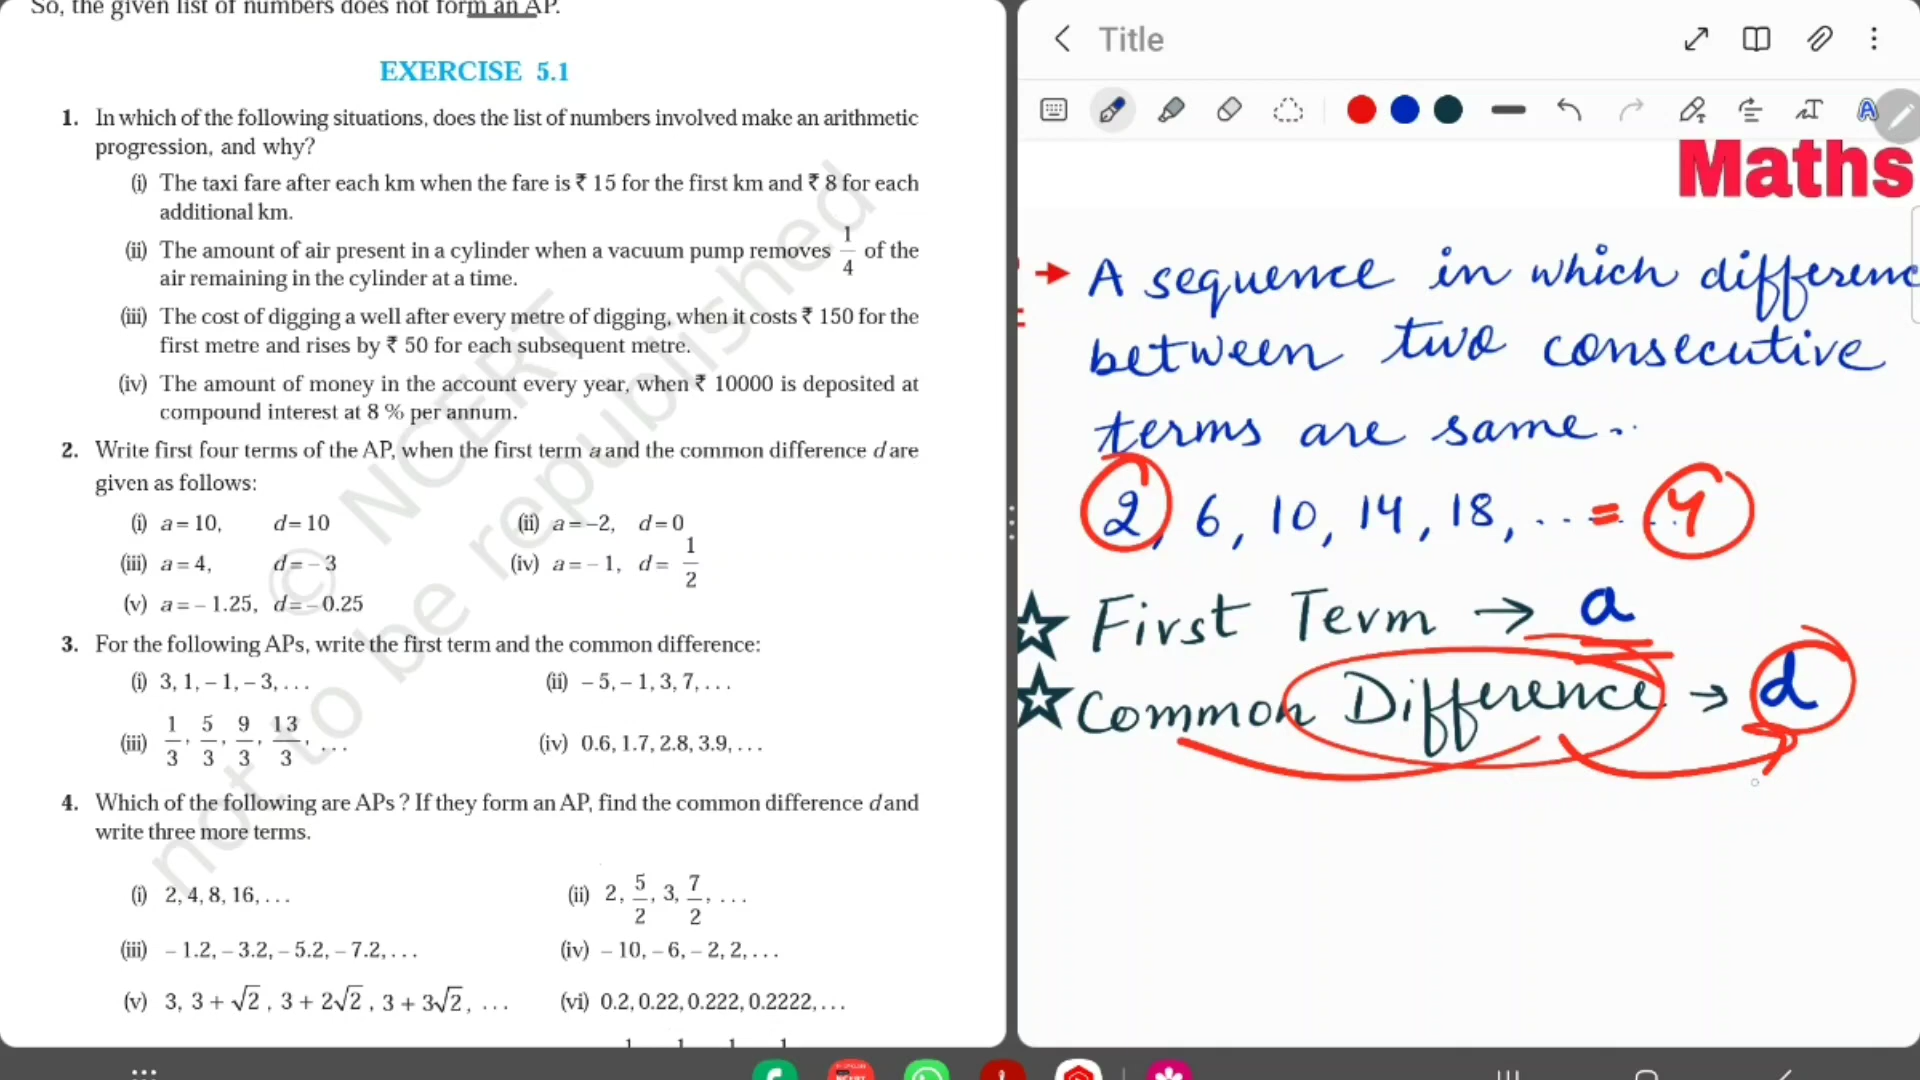 So, the given list of numbers does not form an AP.
EXERCISE 5.1
1. In which of the following situations, does the list of numbers involved make an arithmetic
progression, and why?
(i) The taxi fare after each km when the fare is ₹ 15 for the first km and ₹ 8 for each
additional km.
(ii) The amount of air present in a cylinder when a vacuum pump removes 1/4 of the
air remaining in the cylinder at a time.
(iii) The cost of digging a well after every metre of digging, when it costs ₹ 150 for the
first metre and rises by ₹ 50 for each subsequent metre.
(iv) The amount of money in the account every year, when ₹ 10000 is deposited at
compound interest at 8 % per annum.
2. Write first four terms of the AP, when the first term a and the common difference d are
given as follows:
(i) a = 10, d = 10 (ii) a = –2, d = 0
(iii) a = 4, d = – 3 (iv) a = – 1, d = 1/2
(v) a = – 1.25, d = – 0.25
3. For the following APs, write the first term and the common difference:
(i) 3, 1, – 1, – 3, . . . (ii) – 5, – 1, 3, 7, . . .
(iii) 1/3, 5/3, 9/3, 13/3, . . . (iv) 0.6, 1.7, 2.8, 3.9, . . .
4. Which of the following are APs ? If they form an AP, find the common difference d and
write three more terms.
(i) 2, 4, 8, 16, . . . (ii) 2, 5/2, 3, 7/2, . . .
(iii) – 1.2, – 3.2, – 5.2, – 7.2, . . . (iv) – 10, – 6, – 2, 2, . . .
(v) 3, 3 + √2, 3 + 2√2, 3 + 3√2, . . . (vi) 0.2, 0.22, 0.222, 0.2222, . . .
© NCERT
not to be republished
Title
Maths
→ A sequence in which differenc
between two consecutive
terms are same..
2, 6, 10, 14, 18, ... = 4
☆ First Term → a
☆ Common Difference → d